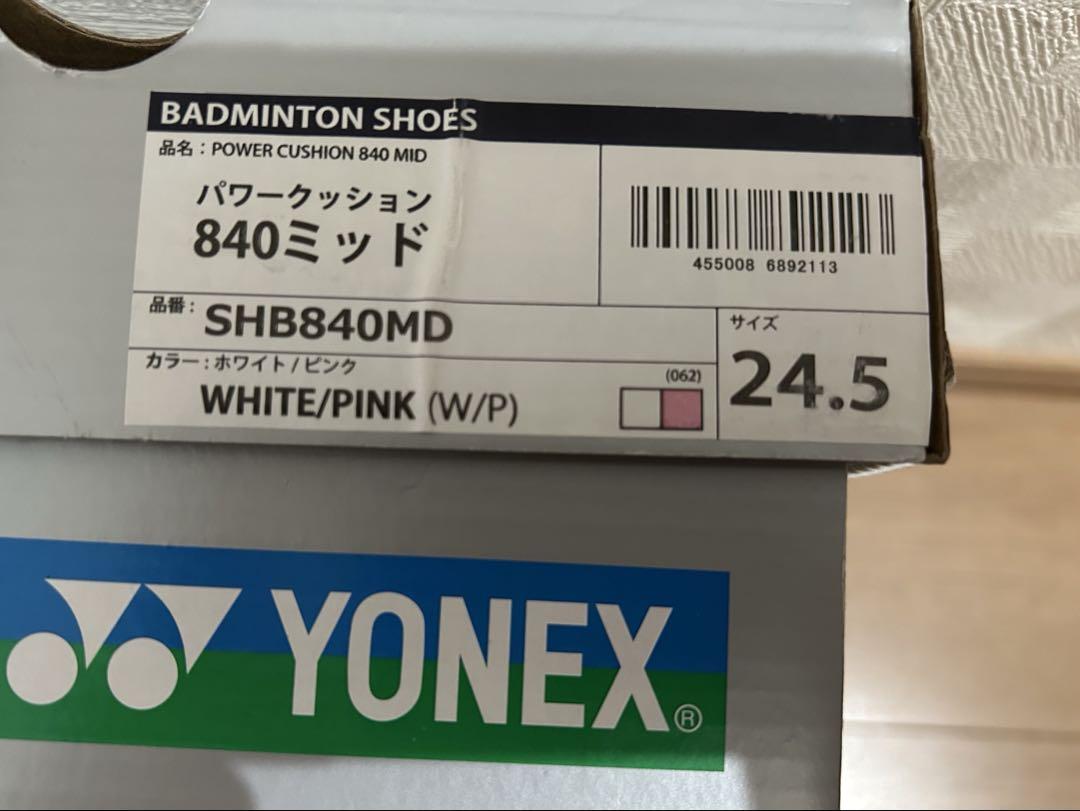 BADMINTON SHOES
品名：POWER CUSHION 840 MID
パワークッション
840ミッド
455008 6892113
品番：
SHB840MD
カラー：ホワイト / ピンク
WHITE/PINK (W/P)
(062)
サイズ
24.5
YONEX®